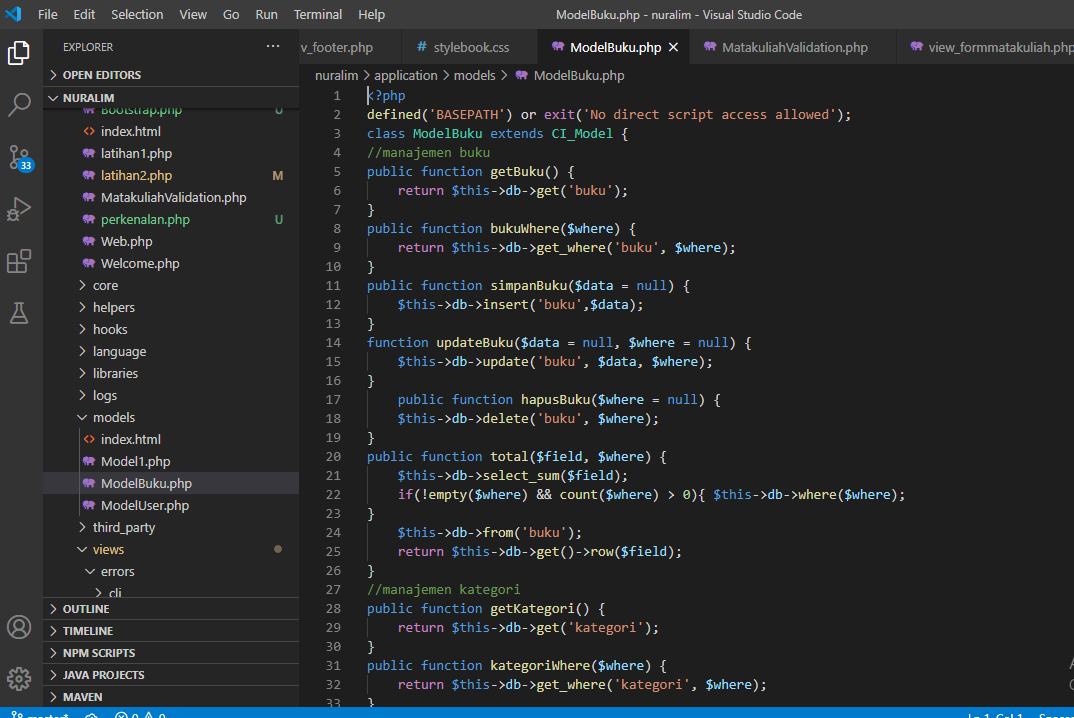 File Edit Selection View Go Run Terminal Help ModelBuku.php - nuralim - Visual Studio Code
EXPLORER ...
v_footer.php # stylebook.css ModelBuku.php × MatakuliahValidation.php view_formmatakuliah.php
OPEN EDITORS
NURALIM
Bootstrap.php U
index.html
latihan1.php
latihan2.php M
MatakuliahValidation.php
perkenalan.php U
Web.php
Welcome.php
core
helpers
hooks
language
libraries
logs
models
index.html
Model1.php
ModelBuku.php
ModelUser.php
third_party
views
errors
cli
OUTLINE
TIMELINE
NPM SCRIPTS
JAVA PROJECTS
MAVEN
33
nuralim > application > models > ModelBuku.php
1 <?php
2 defined('BASEPATH') or exit('No direct script access allowed');
3 class ModelBuku extends CI_Model {
4 //manajemen buku
5 public function getBuku() {
6 return $this->db->get('buku');
7 }
8 public function bukuWhere($where) {
9 return $this->db->get_where('buku', $where);
10 }
11 public function simpanBuku($data = null) {
12 $this->db->insert('buku',$data);
13 }
14 function updateBuku($data = null, $where = null) {
15 $this->db->update('buku', $data, $where);
16 }
17 public function hapusBuku($where = null) {
18 $this->db->delete('buku', $where);
19 }
20 public function total($field, $where) {
21 $this->db->select_sum($field);
22 if(!empty($where) && count($where) > 0){ $this->db->where($where);
23 }
24 $this->db->from('buku');
25 return $this->db->get()->row($field);
26 }
27 //manajemen kategori
28 public function getKategori() {
29 return $this->db->get('kategori');
30 }
31 public function kategoriWhere($where) {
32 return $this->db->get_where('kategori', $where);
33 }
master* 0 0